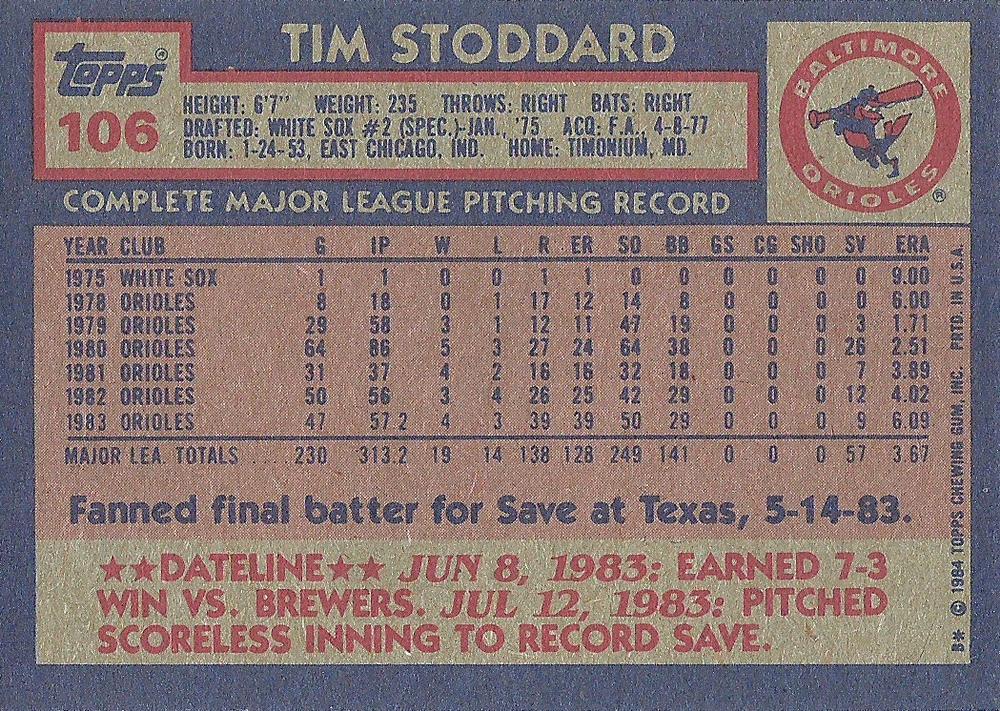 TIM STODDARD
Topps®
106
HEIGHT: 6'7" WEIGHT: 235 THROWS: RIGHT BATS: RIGHT
DRAFTED: WHITE SOX #2 (SPEC.)-JAN., '75 ACQ: F.A., 4-8-77
BORN: 1-24-53, EAST CHICAGO, IND. HOME: TIMONIUM, MD.
BALTIMORE
ORIOLES
®
COMPLETE MAJOR LEAGUE PITCHING RECORD
YEAR CLUB G IP W L R ER SO BB GS CG SHO SV ERA
1975 WHITE SOX 1 1 0 0 1 1 0 0 0 0 0 0 9.00
1978 ORIOLES 8 18 0 1 17 12 14 8 0 0 0 0 6.00
1979 ORIOLES 29 58 3 1 12 11 47 19 0 0 0 3 1.71
1980 ORIOLES 64 86 5 3 27 24 64 38 0 0 0 26 2.51
1981 ORIOLES 31 37 4 2 16 16 32 18 0 0 0 7 3.89
1982 ORIOLES 50 56 3 4 26 25 42 29 0 0 0 12 4.02
1983 ORIOLES 47 57.2 4 3 39 39 50 29 0 0 0 9 6.09
MAJOR LEA. TOTALS .... 230 313.2 19 14 138 128 249 141 0 0 0 57 3.67
Fanned final batter for Save at Texas, 5-14-83.
★★DATELINE★★ JUN 8, 1983: EARNED 7-3
WIN VS. BREWERS. JUL 12, 1983: PITCHED
SCORELESS INNING TO RECORD SAVE.
B* © 1984 TOPPS CHEWING GUM, INC. PRTD. IN U.S.A.